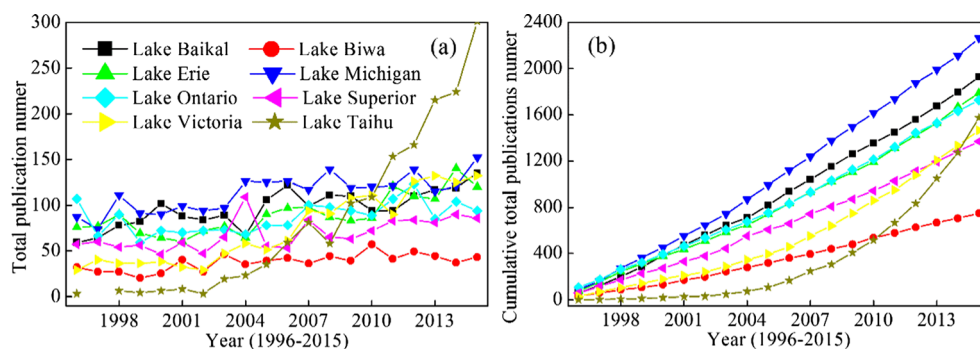 300
250
200
150
100
50
0
Total publication numer
(a)
Lake Baikal
Lake Biwa
Lake Erie
Lake Michigan
Lake Ontario
Lake Superior
Lake Victoria
Lake Taihu
1998 2001 2004 2007 2010 2013
Year (1996-2015)
2400
2000
1600
1200
800
400
0
Cumulative total publications numer
(b)
1998 2001 2004 2007 2010 2013
Year (1996-2015)